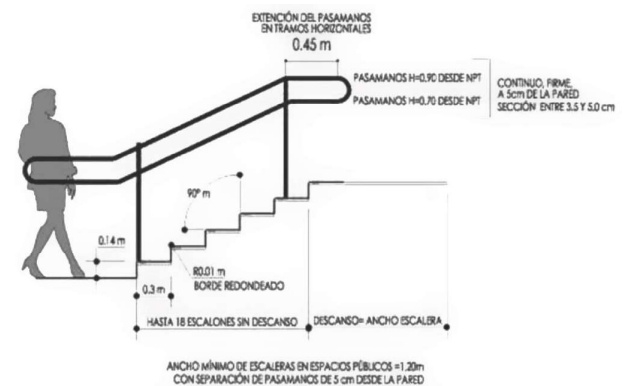 EXTENCIÓN DEL PASAMANOS
EN TRAMOS HORIZONTALES
0.45 m
PASAMANOS H=0.90 DESDE NPT
PASAMANOS H=0.70 DESDE NPT
CONTINUO, FIRME,
A 5cm DE LA PARED
SECCIÓN ENTRE 3.5 Y 5.0 cm
90º m
0.14 m
R0.01 m
BORDE REDONDEADO
0.3 m
HASTA 18 ESCALONES SIN DESCANSO
DESCANSO= ANCHO ESCALERA
ANCHO MÍNIMO DE ESCALERAS EN ESPACIOS PÚBLICOS =1.20m
CON SEPARACIÓN DE PASAMANOS DE 5 cm DESDE LA PARED